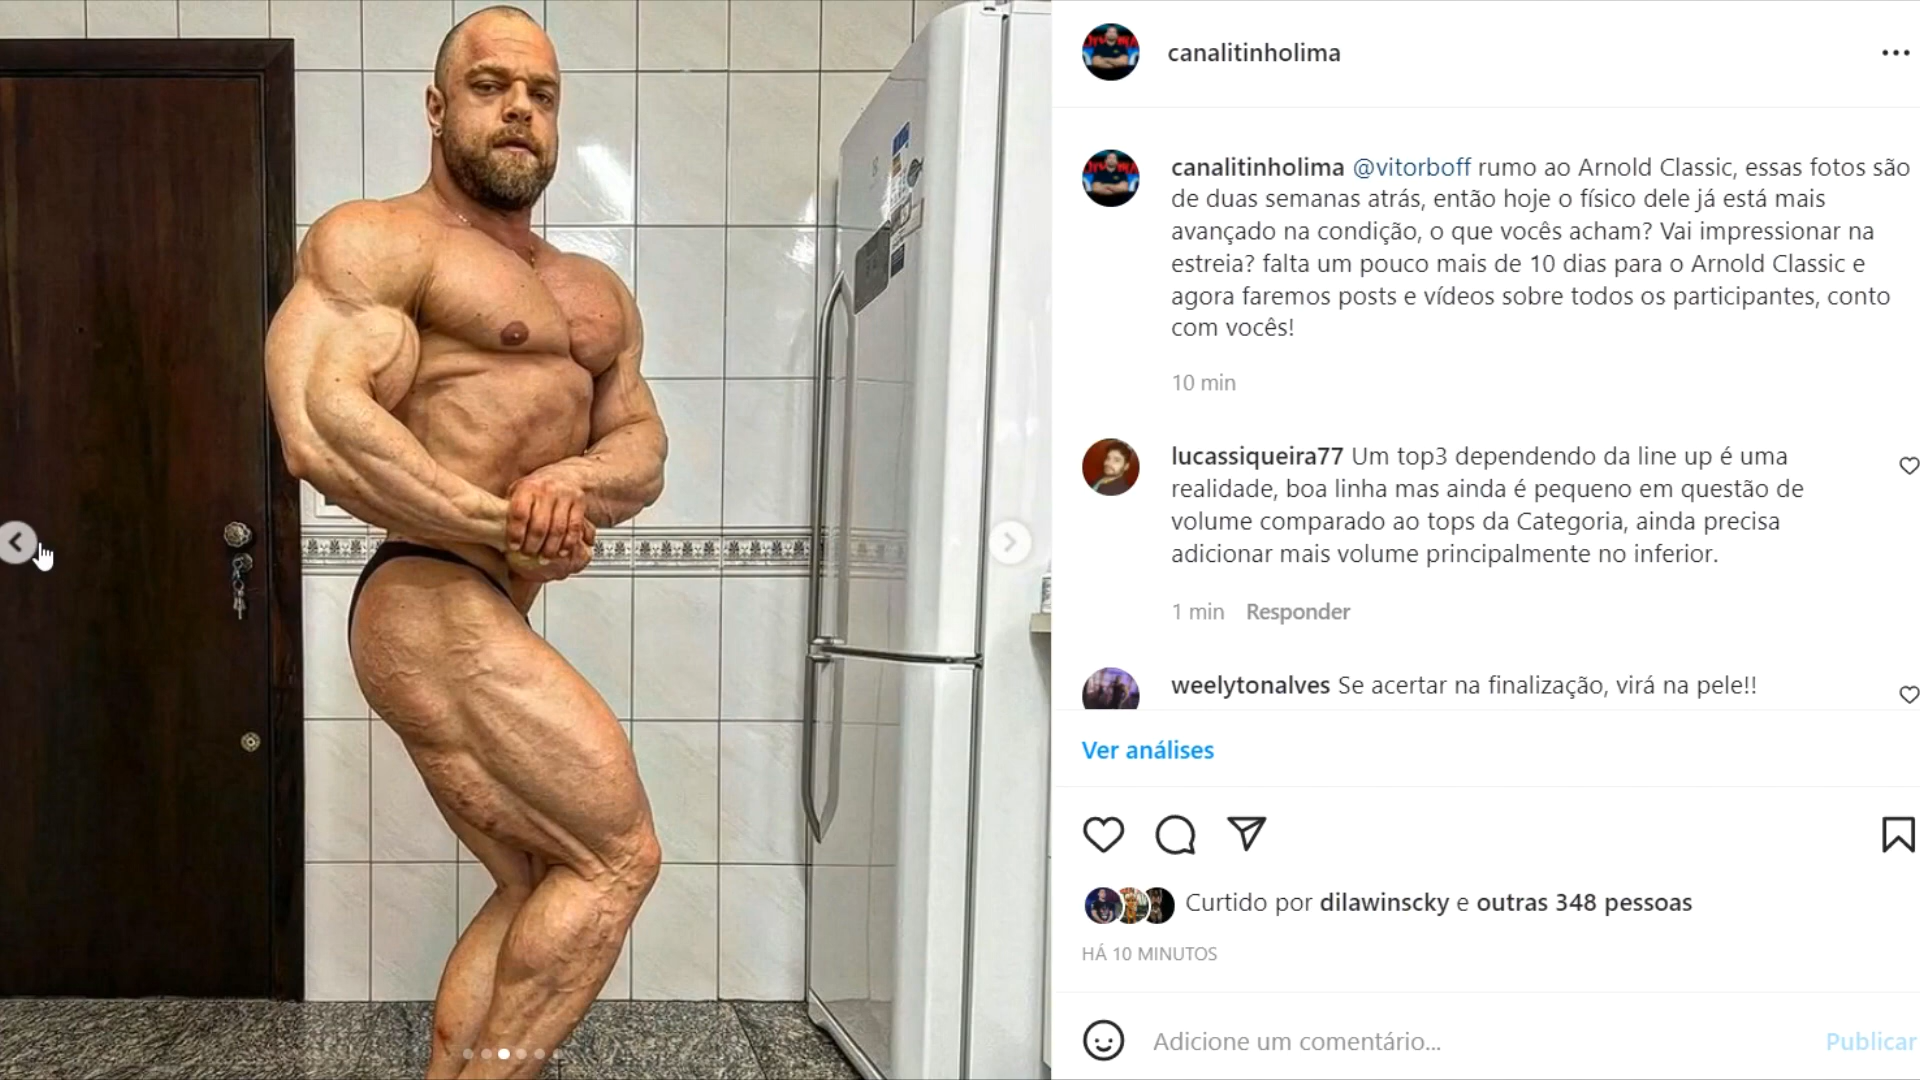 canalitinholima
canalitinholima @vitorboff rumo ao Arnold Classic, essas fotos são
de duas semanas atrás, então hoje o físico dele já está mais
avançado na condição, o que vocês acham? Vai impressionar na
estreia? falta um pouco mais de 10 dias para o Arnold Classic e
agora faremos posts e vídeos sobre todos os participantes, conto
com vocês!
10 min
lucassiqueira77 Um top3 dependendo da line up é uma
realidade, boa linha mas ainda é pequeno em questão de
volume comparado ao tops da Categoria, ainda precisa
adicionar mais volume principalmente no inferior.
1 min Responder
weelytonalves Se acertar na finalização, virá na pele!!
Ver análises
Curtido por dilawinscky e outras 348 pessoas
HÁ 10 MINUTOS
Adicione um comentário...
Publicar